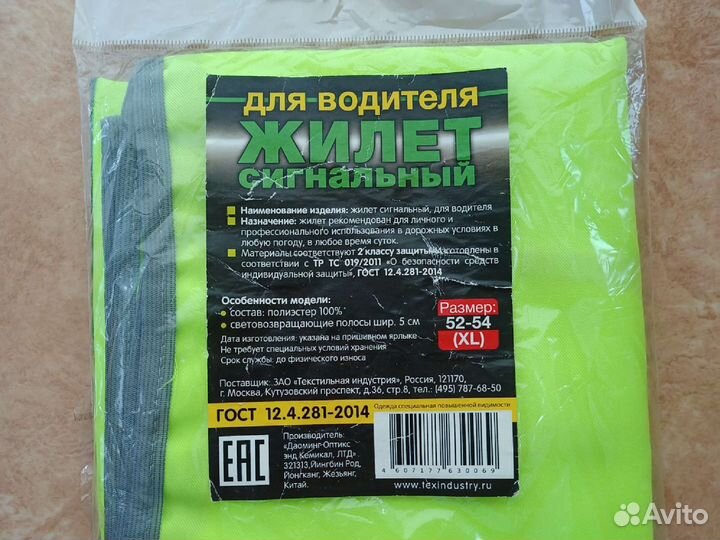 для водителя
ЖИЛЕТ
сигнальный
Наименование изделия: жилет сигнальный, для водителя
Назначение: жилет рекомендован для личного и
профессионального использования в дорожных условиях в
любую погоду, в любое время суток.
Материалы соответствуют 2 классу защиты, изготовлены в
соответствии с ТР ТС 019/2011 «О безопасности средств
индивидуальной защиты», ГОСТ 12.4.281-2014
Особенности модели:
состав: полиэстер 100%
световозвращающие полосы шир. 5 см
Дата изготовления: указана на пришивном ярлыке
Не требует специальных условий хранения
Срок службы: до физического износа
Размер:
52-54
(XL)
Поставщик: ЗАО «Текстильная индустрия», Россия, 121170,
г. Москва, Кутузовский проспект, д.36, стр.8, тел.: (495) 787-68-50
ГОСТ 12.4.281-2014
Одежда специальная повышенной видимости
EAC
Производитель:
«Даоминг Оптикс
энд Кемикал, ЛТД»
321313,Йингбин Род,
Йонгканг, Жезьянг,
Китай.
4607177630069
www.texindustry.ru
Avito